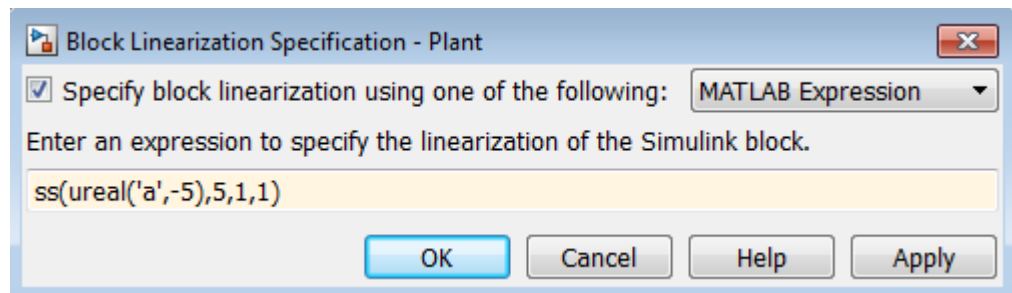 Block Linearization Specification - Plant
Specify block linearization using one of the following: MATLAB Expression
Enter an expression to specify the linearization of the Simulink block.
ss(ureal('a',-5),5,1,1)
OK Cancel Help Apply